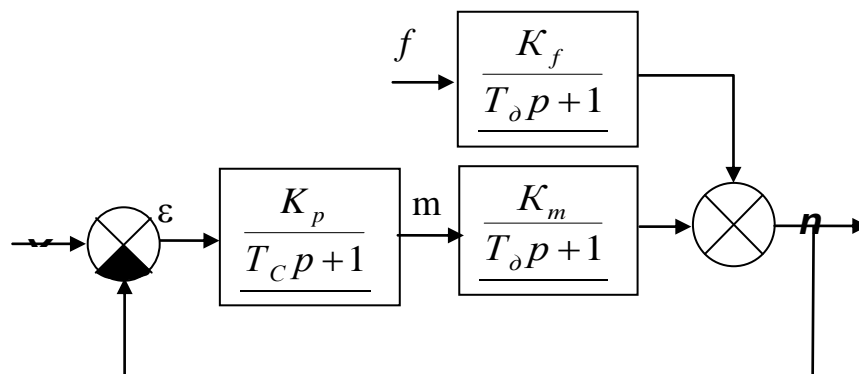 f
K_f
T_∂ p + 1
ε
K_p
T_C p + 1
m
K_m
T_∂ p + 1
n